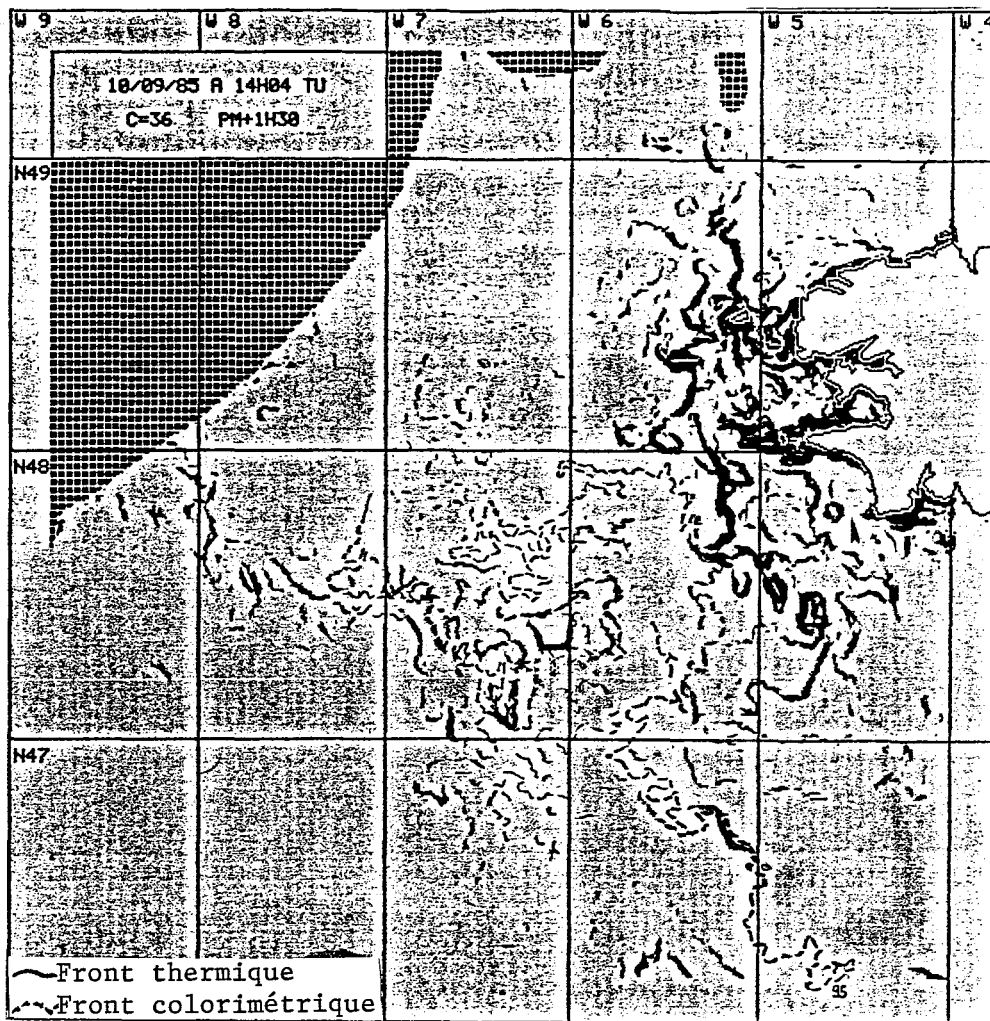 W 9 W 8 W 7 W 6 W 5 W 4
10/09/85 A 14H04 TU
C=36 PM+1H30
N49
N48
N47
Front thermique
Front colorimétrique
95